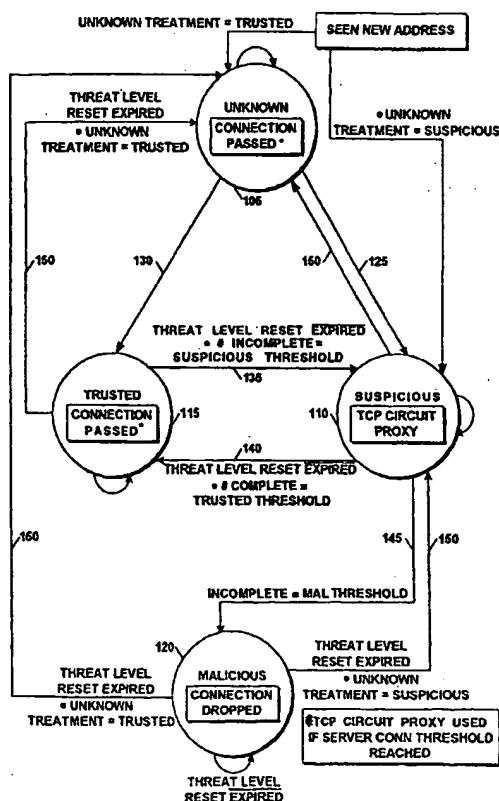 UNKNOWN TREATMENT = TRUSTED
SEEN NEW ADDRESS
THREAT LEVEL
RESET EXPIRED
• UNKNOWN
TREATMENT = TRUSTED
UNKNOWN
CONNECTION
PASSED*
105
• UNKNOWN
TREATMENT = SUSPICIOUS
150
130
150
125
THREAT LEVEL RESET EXPIRED
• # INCOMPLETE =
SUSPICIOUS THRESHOLD
135
TRUSTED
CONNECTION
PASSED*
115
SUSPICIOUS
TCP CIRCUIT
PROXY
110
140
THREAT LEVEL RESET EXPIRED
• # COMPLETE =
TRUSTED THRESHOLD
150
145
150
INCOMPLETE = MAL THRESHOLD
120
MALICIOUS
CONNECTION
DROPPED
THREAT LEVEL
RESET EXPIRED
• UNKNOWN
TREATMENT = TRUSTED
THREAT LEVEL
RESET EXPIRED
• UNKNOWN
TREATMENT = SUSPICIOUS
*TCP CIRCUIT PROXY USED
IF SERVER CONN THRESHOLD
REACHED
THREAT LEVEL
RESET EXPIRED